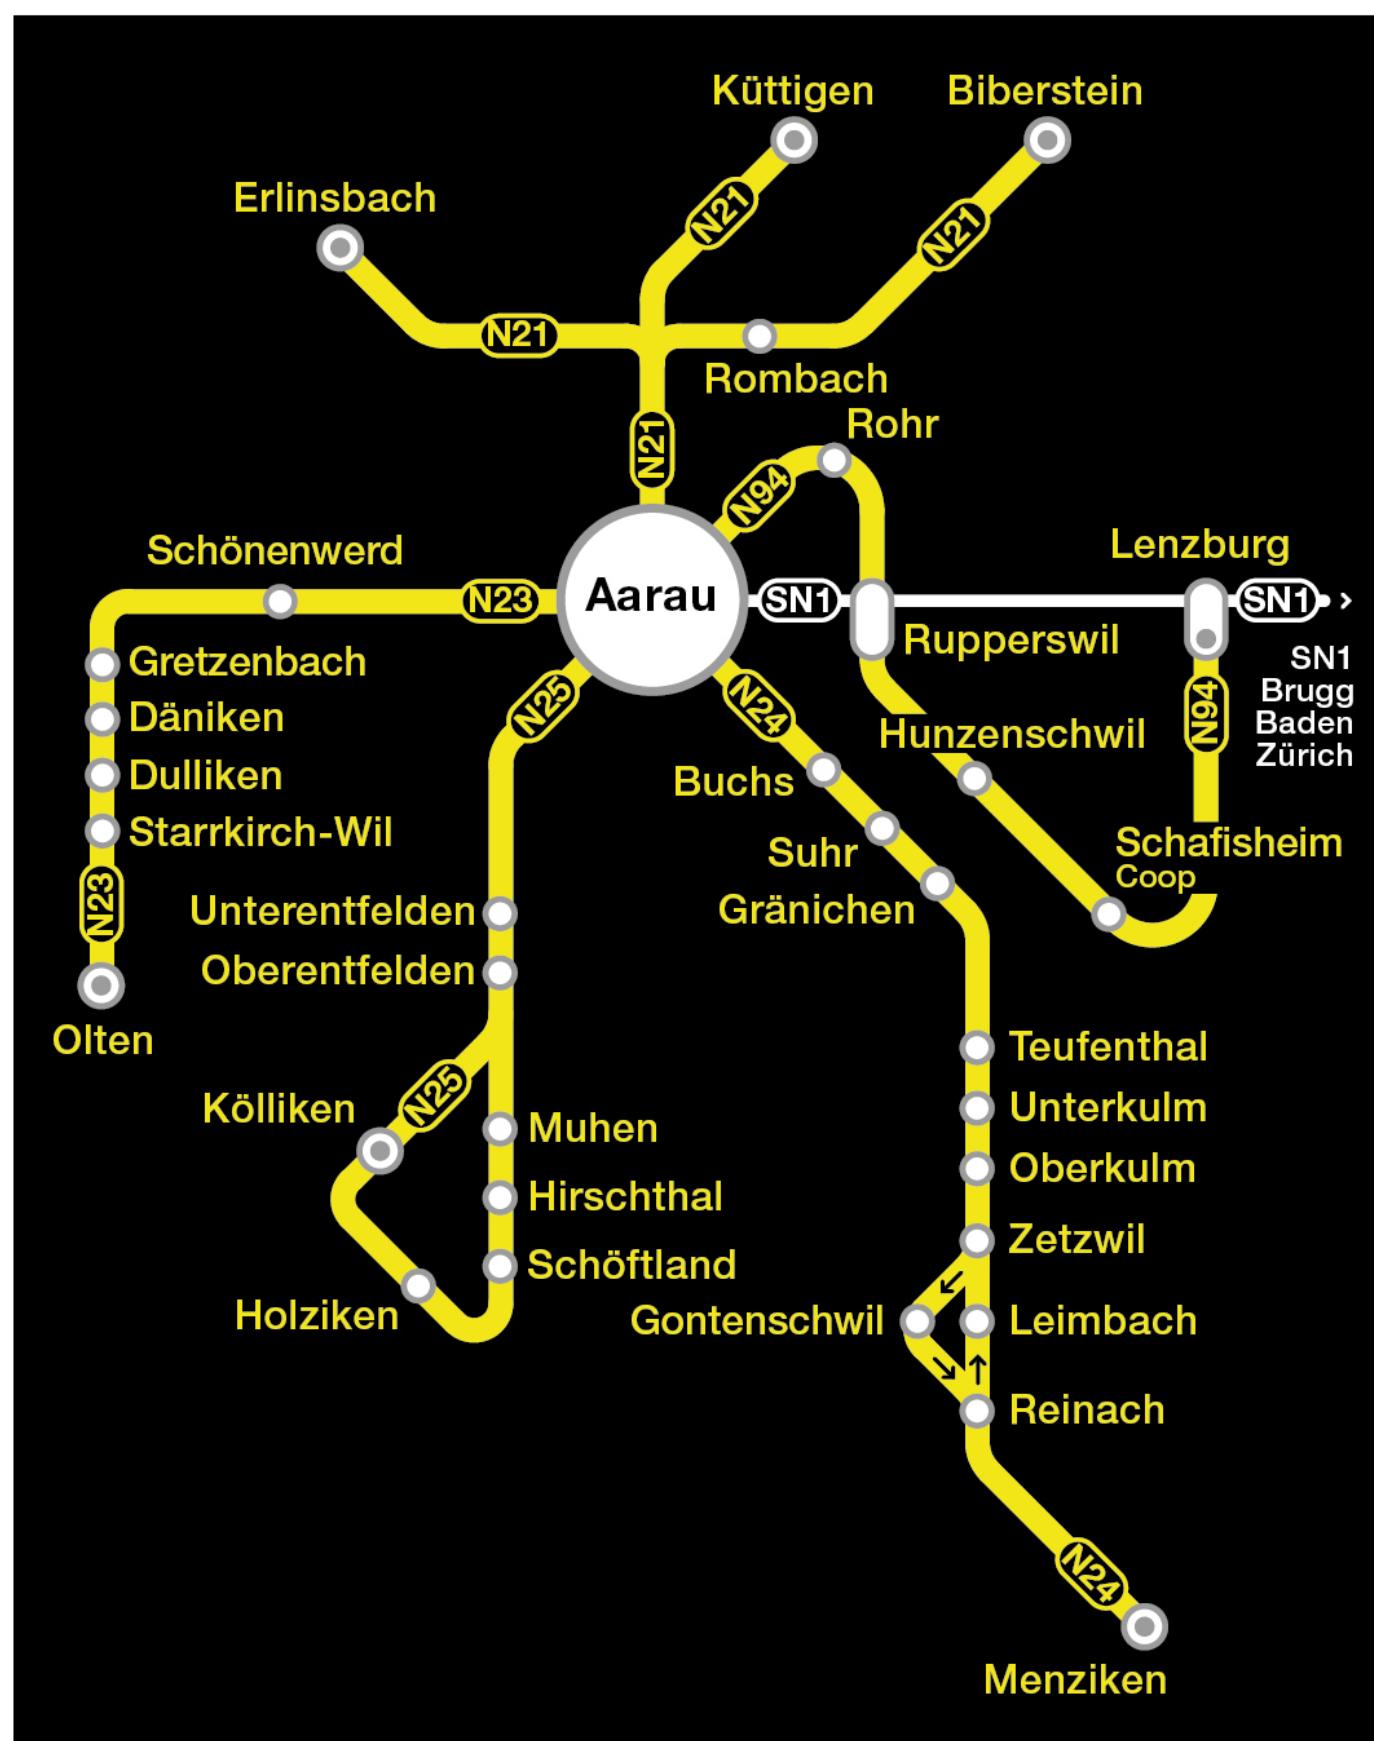 Küttigen
Biberstein
Erlinsbach
N21
N21
N21
Rombach
Rohr
N21
N94
Schönenwerd
Lenzburg
N23
Aarau
SN1
SN1
Rupperswil
SN1
Brugg
Baden
Zürich
Gretzenbach
N25
N24
N94
Däniken
Hunzenschwil
Dulliken
Buchs
Starrkirch-Wil
Suhr
Schafisheim
Coop
N23
Unterentfelden
Gränichen
Oberentfelden
Olten
Teufenthal
Kölliken
N25
Unterkulm
Muhen
Oberkulm
Hirschthal
Zetzwil
Schöftland
Holziken
Gontenschwil
Leimbach
Reinach
N24
Menziken